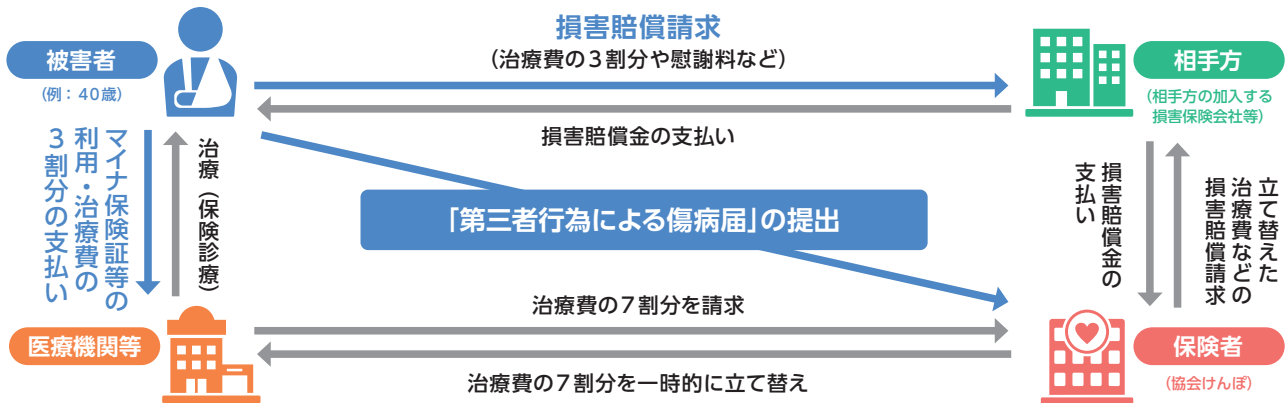 損害賠償請求
（治療費の３割分や慰謝料など）
被害者
（例：40歳）
相手方
（相手方の加入する
損害保険会社等）
損害賠償金の支払い
マイナ保険証等の
利用・治療費の
３割分の支払い
治療（保険診療）
「第三者行為による傷病届」の提出
損害賠償金の
支払い
立て替えた
治療費などの
損害賠償請求
治療費の７割分を請求
医療機関等
保険者
（協会けんぽ）
治療費の７割分を一時的に立て替え